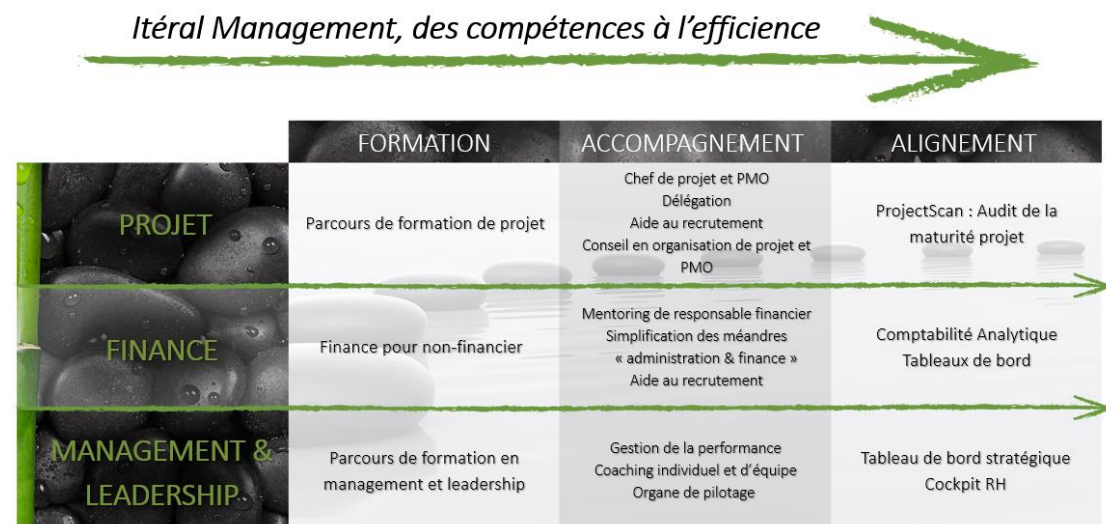 Itéral Management, des compétences à l’efficience
FORMATION
ACCOMPAGNEMENT
ALIGNEMENT
PROJET
Parcours de formation de projet
Chef de projet et PMO
Délégation
Aide au recrutement
Conseil en organisation de projet et
PMO
ProjectScan : Audit de la
maturité projet
FINANCE
Finance pour non-financier
Mentoring de responsable financier
Simplification des méandres
« administration & finance »
Aide au recrutement
Comptabilité Analytique
Tableaux de bord
MANAGEMENT &
LEADERSHIP
Parcours de formation en
management et leadership
Gestion de la performance
Coaching individuel et d’équipe
Organe de pilotage
Tableau de bord stratégique
Cockpit RH